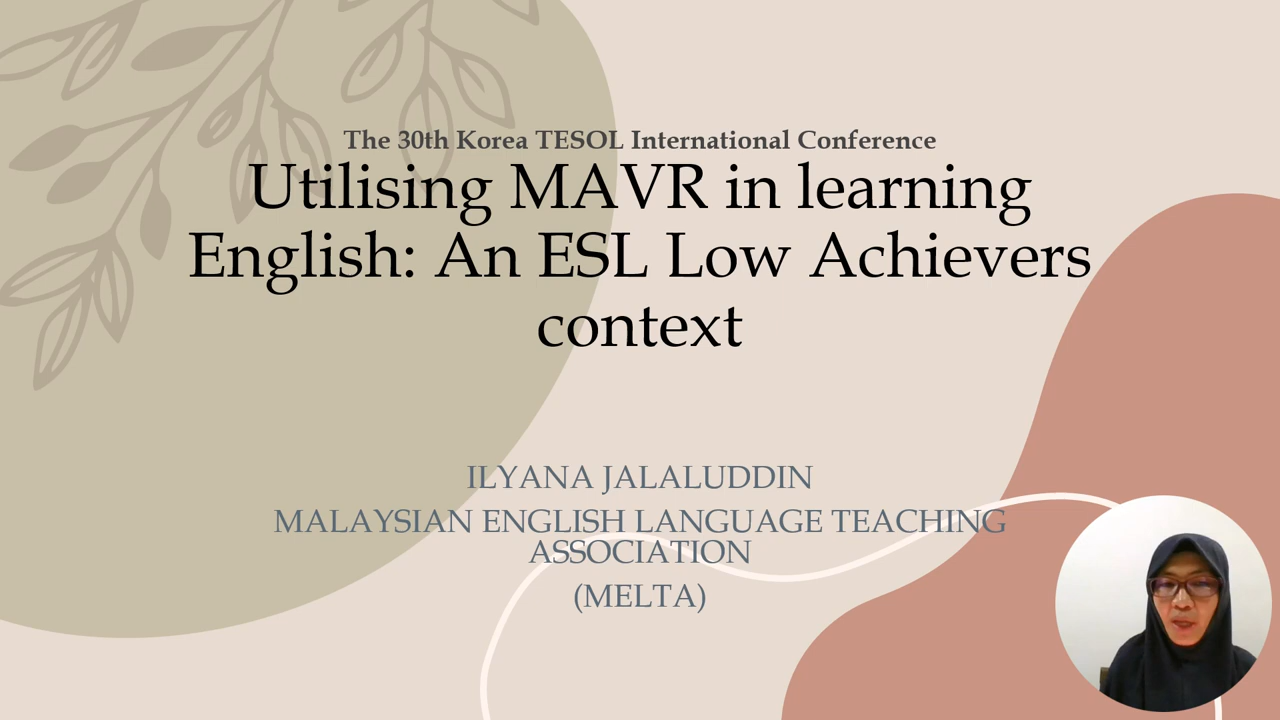 The 30th Korea TESOL International Conference
Utilising MAVR in learning
English: An ESL Low Achievers
context
ILYANA JALALUDDIN
MALAYSIAN ENGLISH LANGUAGE TEACHING
ASSOCIATION
(MELTA)